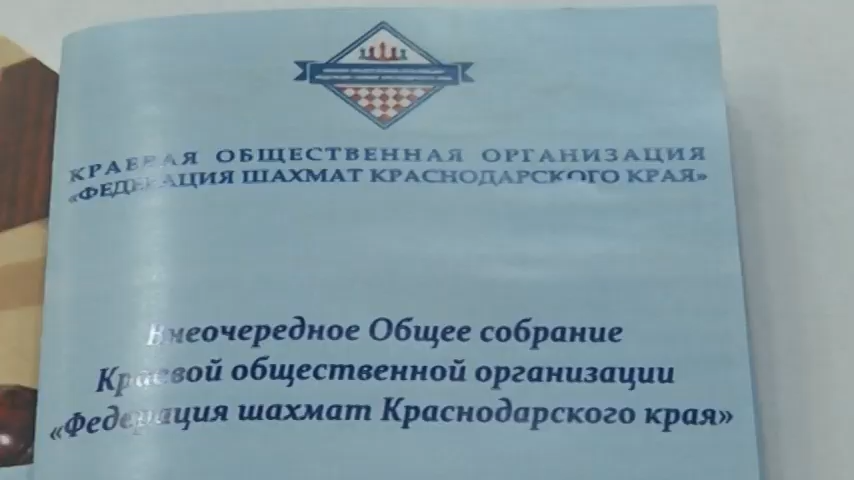 КРАЕВАЯ ОБЩЕСТВЕННАЯ ОРГАНИЗАЦИЯ
«ФЕДЕРАЦИЯ ШАХМАТ КРАСНОДАРСКОГО КРАЯ»
Внеочередное Общее собрание
Краевой общественной организации
«Федерация шахмат Краснодарского края»